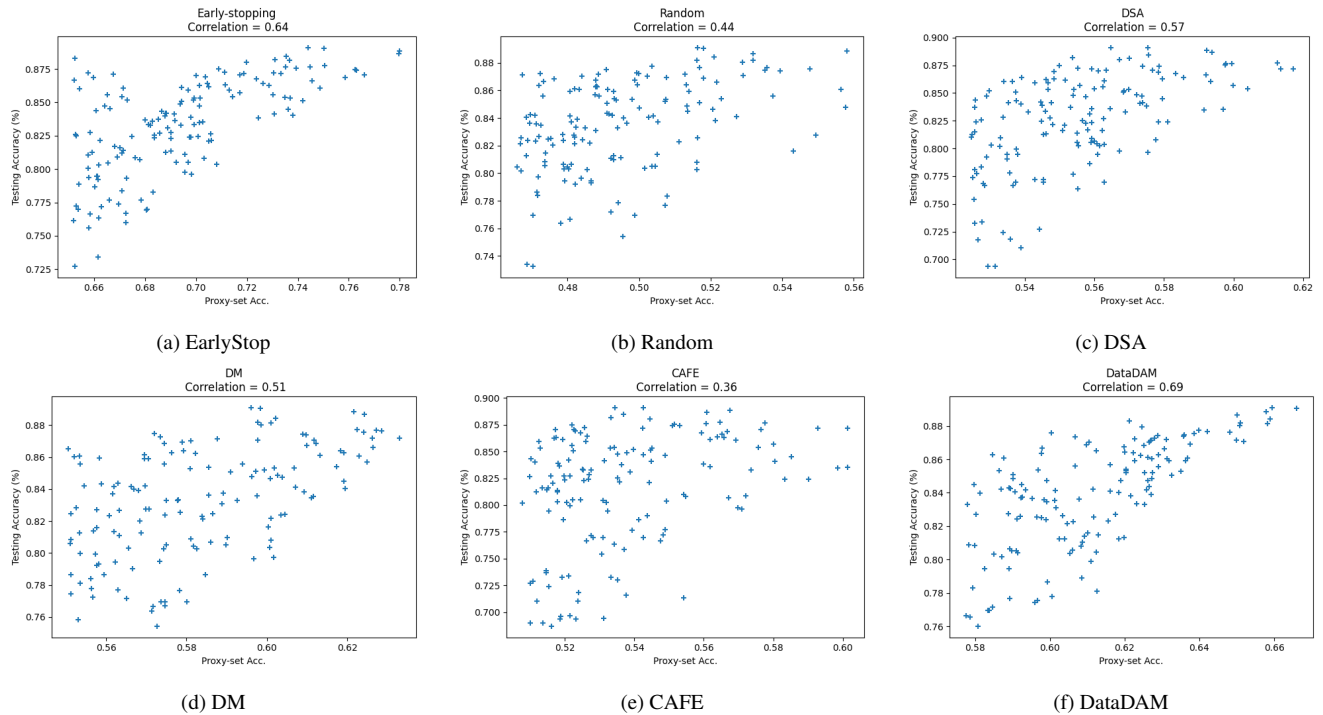 Early-stopping
Correlation = 0.64
0.875
0.850
0.825
0.800
0.775
0.750
0.725
Testing Accuracy (%)
0.66 0.68 0.70 0.72 0.74 0.76 0.78
Proxy-set Acc.
(a) EarlyStop
Random
Correlation = 0.44
0.88
0.86
0.84
0.82
0.80
0.78
0.76
0.74
Testing Accuracy (%)
0.48 0.50 0.52 0.54 0.56
Proxy-set Acc.
(b) Random
DSA
Correlation = 0.57
0.900
0.875
0.850
0.825
0.800
0.775
0.750
0.725
0.700
Testing Accuracy (%)
0.54 0.56 0.58 0.60 0.62
Proxy-set Acc.
(c) DSA
DM
Correlation = 0.51
0.88
0.86
0.84
0.82
0.80
0.78
0.76
Testing Accuracy (%)
0.56 0.58 0.60 0.62
Proxy-set Acc.
(d) DM
CAFE
Correlation = 0.36
0.900
0.875
0.850
0.825
0.800
0.775
0.750
0.725
0.700
Testing Accuracy (%)
0.52 0.54 0.56 0.58 0.60
Proxy-set Acc.
(e) CAFE
DataDAM
Correlation = 0.69
0.88
0.86
0.84
0.82
0.80
0.78
0.76
Testing Accuracy (%)
0.58 0.60 0.62 0.64 0.66
Proxy-set Acc.
(f) DataDAM